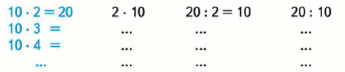 10 · 2 = 20 2 · 10 20 : 2 = 10 20 : 10
10 · 3 = ... ... ...
10 · 4 = ... ... ...
... ... ... ...